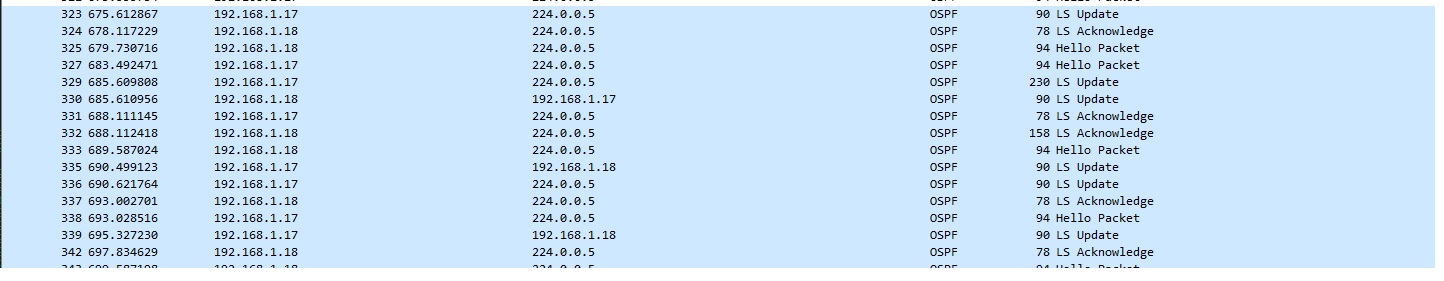 323 675.612867 192.168.1.17 224.0.0.5 OSPF 90 LS Update
324 678.117229 192.168.1.18 224.0.0.5 OSPF 78 LS Acknowledge
325 679.730716 192.168.1.18 224.0.0.5 OSPF 94 Hello Packet
327 683.492471 192.168.1.17 224.0.0.5 OSPF 94 Hello Packet
329 685.609808 192.168.1.17 224.0.0.5 OSPF 230 LS Update
330 685.610956 192.168.1.18 192.168.1.17 OSPF 90 LS Update
331 688.111145 192.168.1.17 224.0.0.5 OSPF 78 LS Acknowledge
332 688.112418 192.168.1.18 224.0.0.5 OSPF 158 LS Acknowledge
333 689.587024 192.168.1.18 224.0.0.5 OSPF 94 Hello Packet
335 690.499123 192.168.1.17 192.168.1.18 OSPF 90 LS Update
336 690.621764 192.168.1.17 224.0.0.5 OSPF 90 LS Update
337 693.002701 192.168.1.18 224.0.0.5 OSPF 78 LS Acknowledge
338 693.028516 192.168.1.17 224.0.0.5 OSPF 94 Hello Packet
339 695.327230 192.168.1.17 192.168.1.18 OSPF 90 LS Update
342 697.834629 192.168.1.18 224.0.0.5 OSPF 78 LS Acknowledge